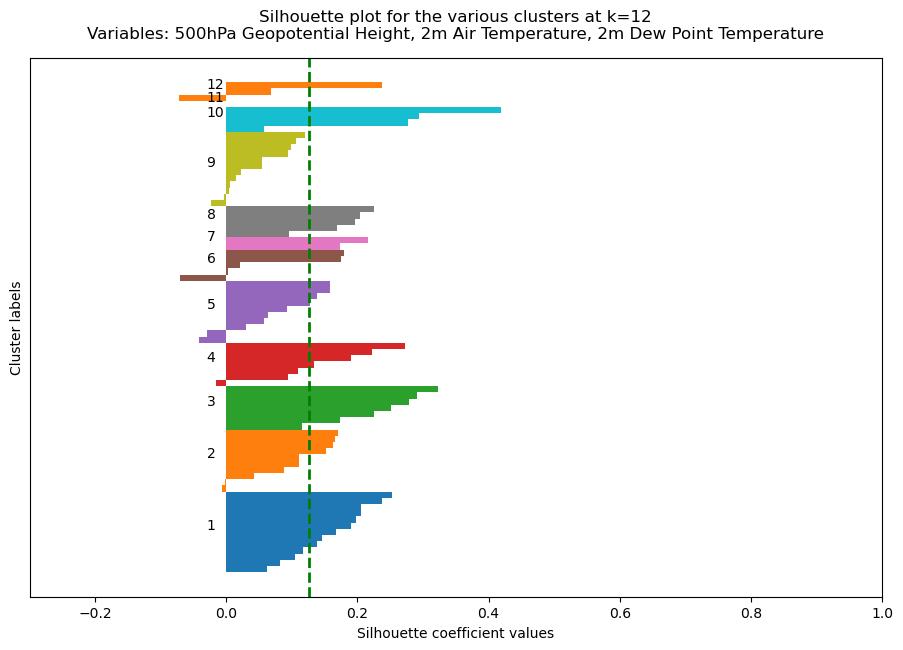 Silhouette plot for the various clusters at k=12
Variables: 500hPa Geopotential Height, 2m Air Temperature, 2m Dew Point Temperature
12
11
10
9
8
7
6
5
4
3
2
1
Cluster labels
−0.2 0.0 0.2 0.4 0.6 0.8 1.0
Silhouette coefficient values